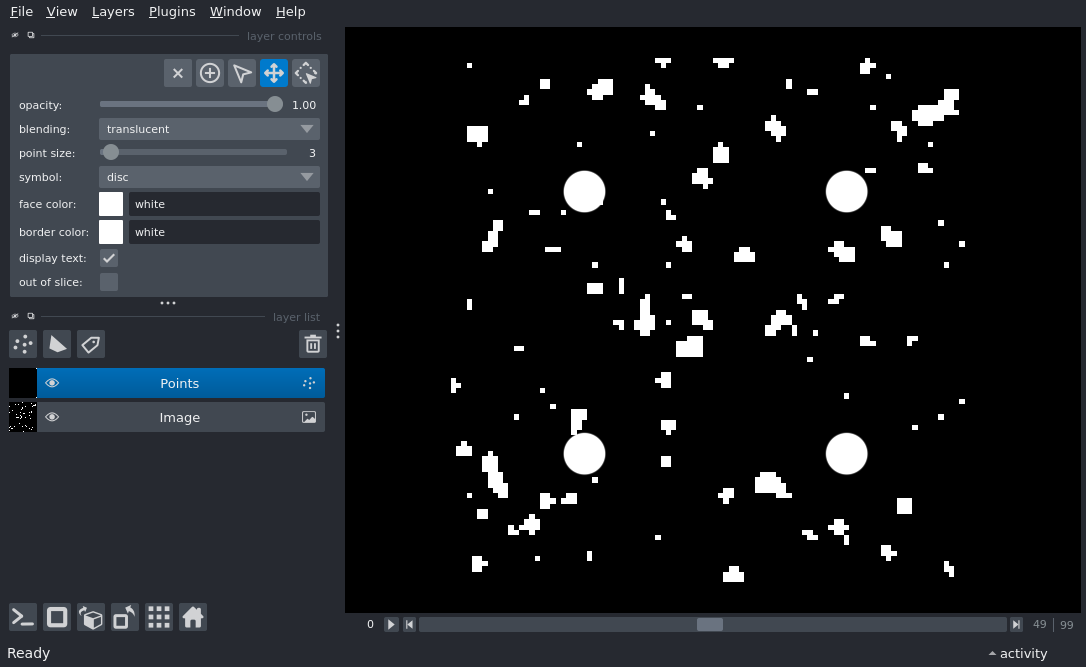 File View Layers Plugins Window Help
layer controls
opacity: 1.00
blending: translucent
point size: 3
symbol: disc
face color: white
border color: white
display text:
out of slice:
layer list
Points
Image
0 49 99
Ready activity